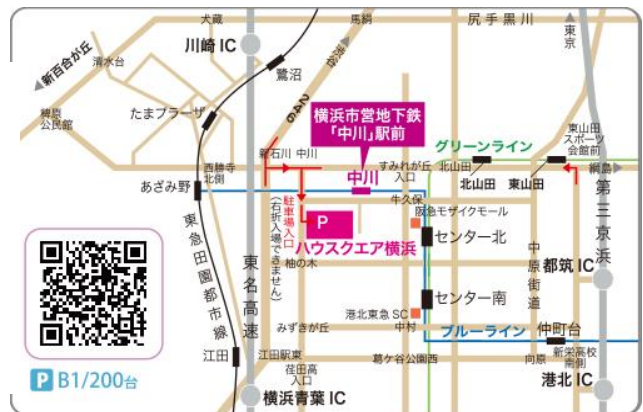 犬蔵
馬絹
尻手黒川
川崎IC
東京
新百合が丘
清水台
渋谷
鷺沼
稗原
公民館
たまプラーザ
246
横浜市営地下鉄
「中川」駅前
グリーンライン
東山田
スポーツ
会館前
新石川
中川
すみれが丘
入口
北山田
北山田
東山田
綱島
西勝寺
北側
あざみ野
中川
牛久保
第三京浜
駐車場入口
(右折入場できません)
P
ハウスクエア横浜
阪急モザイクモール
センター北
中原街道
東急田園都市線
東名高速
柚の木
都筑IC
センター南
港北東急SC
みずきが丘
中村
ブルーライン
仲町台
江田
江田駅東
荏田高
入口
葛ケ谷公園西
向原
新栄高校
南側
P B1/200台
横浜青葉IC
港北IC